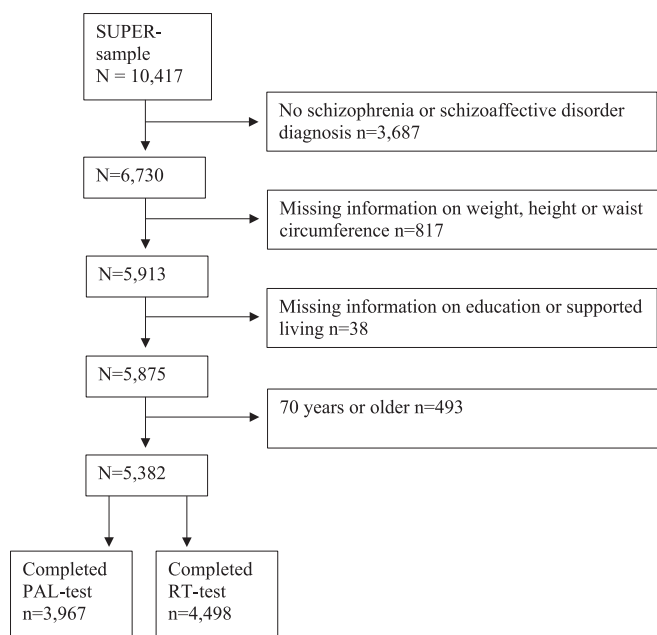 SUPER-
sample
N = 10,417
No schizophrenia or schizoaffective disorder
diagnosis n=3,687
N=6,730
Missing information on weight, height or waist
circumference n=817
N=5,913
Missing information on education or supported
living n=38
N=5,875
70 years or older n=493
N=5,382
Completed
PAL-test
n=3,967
Completed
RT-test
n=4,498